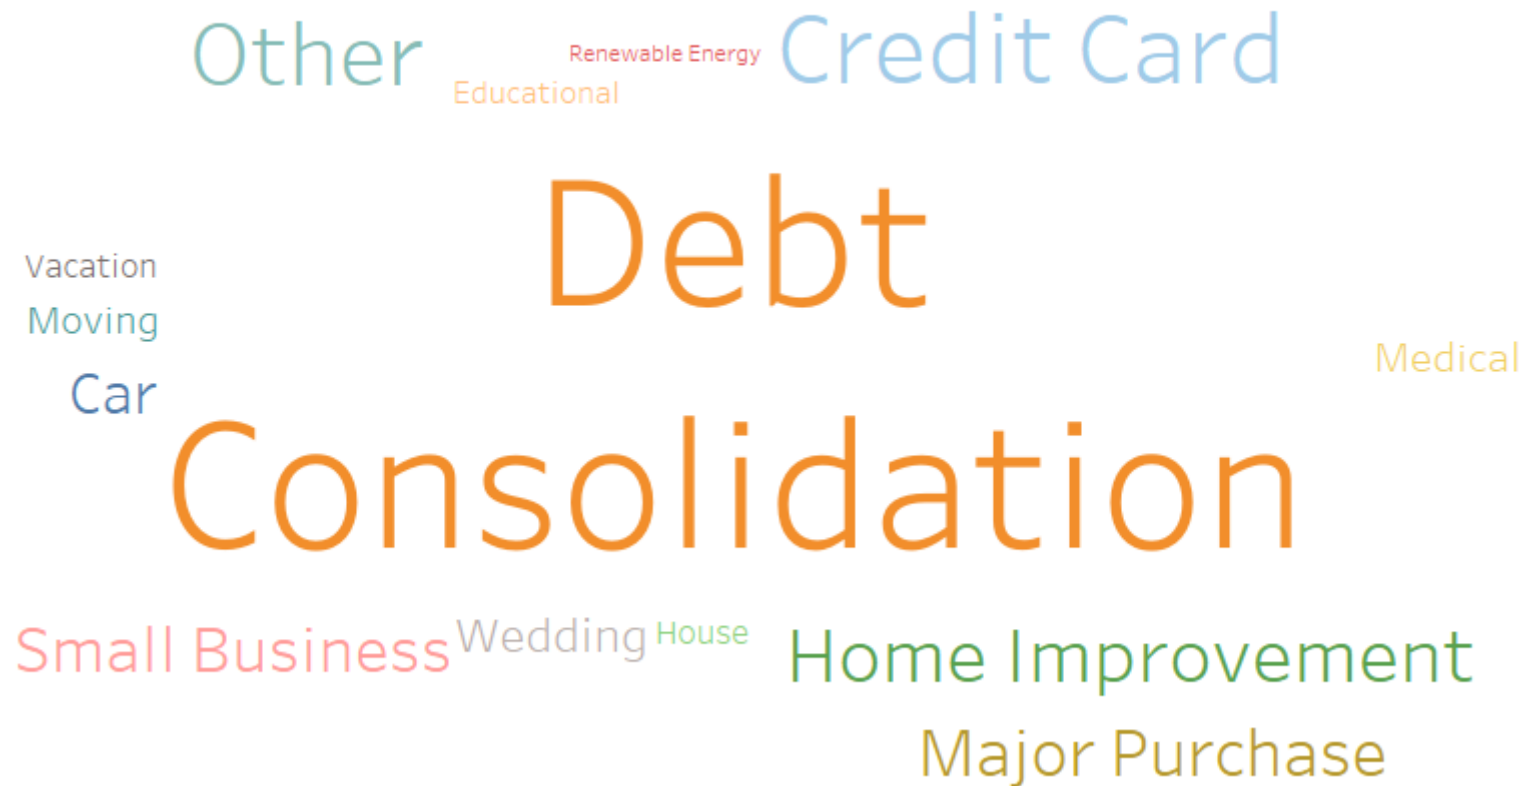 Other
Renewable Energy
Credit Card
Educational
Debt
Vacation
Moving
Medical
Car
Consolidation
Small Business
Wedding
House
Home Improvement
Major Purchase